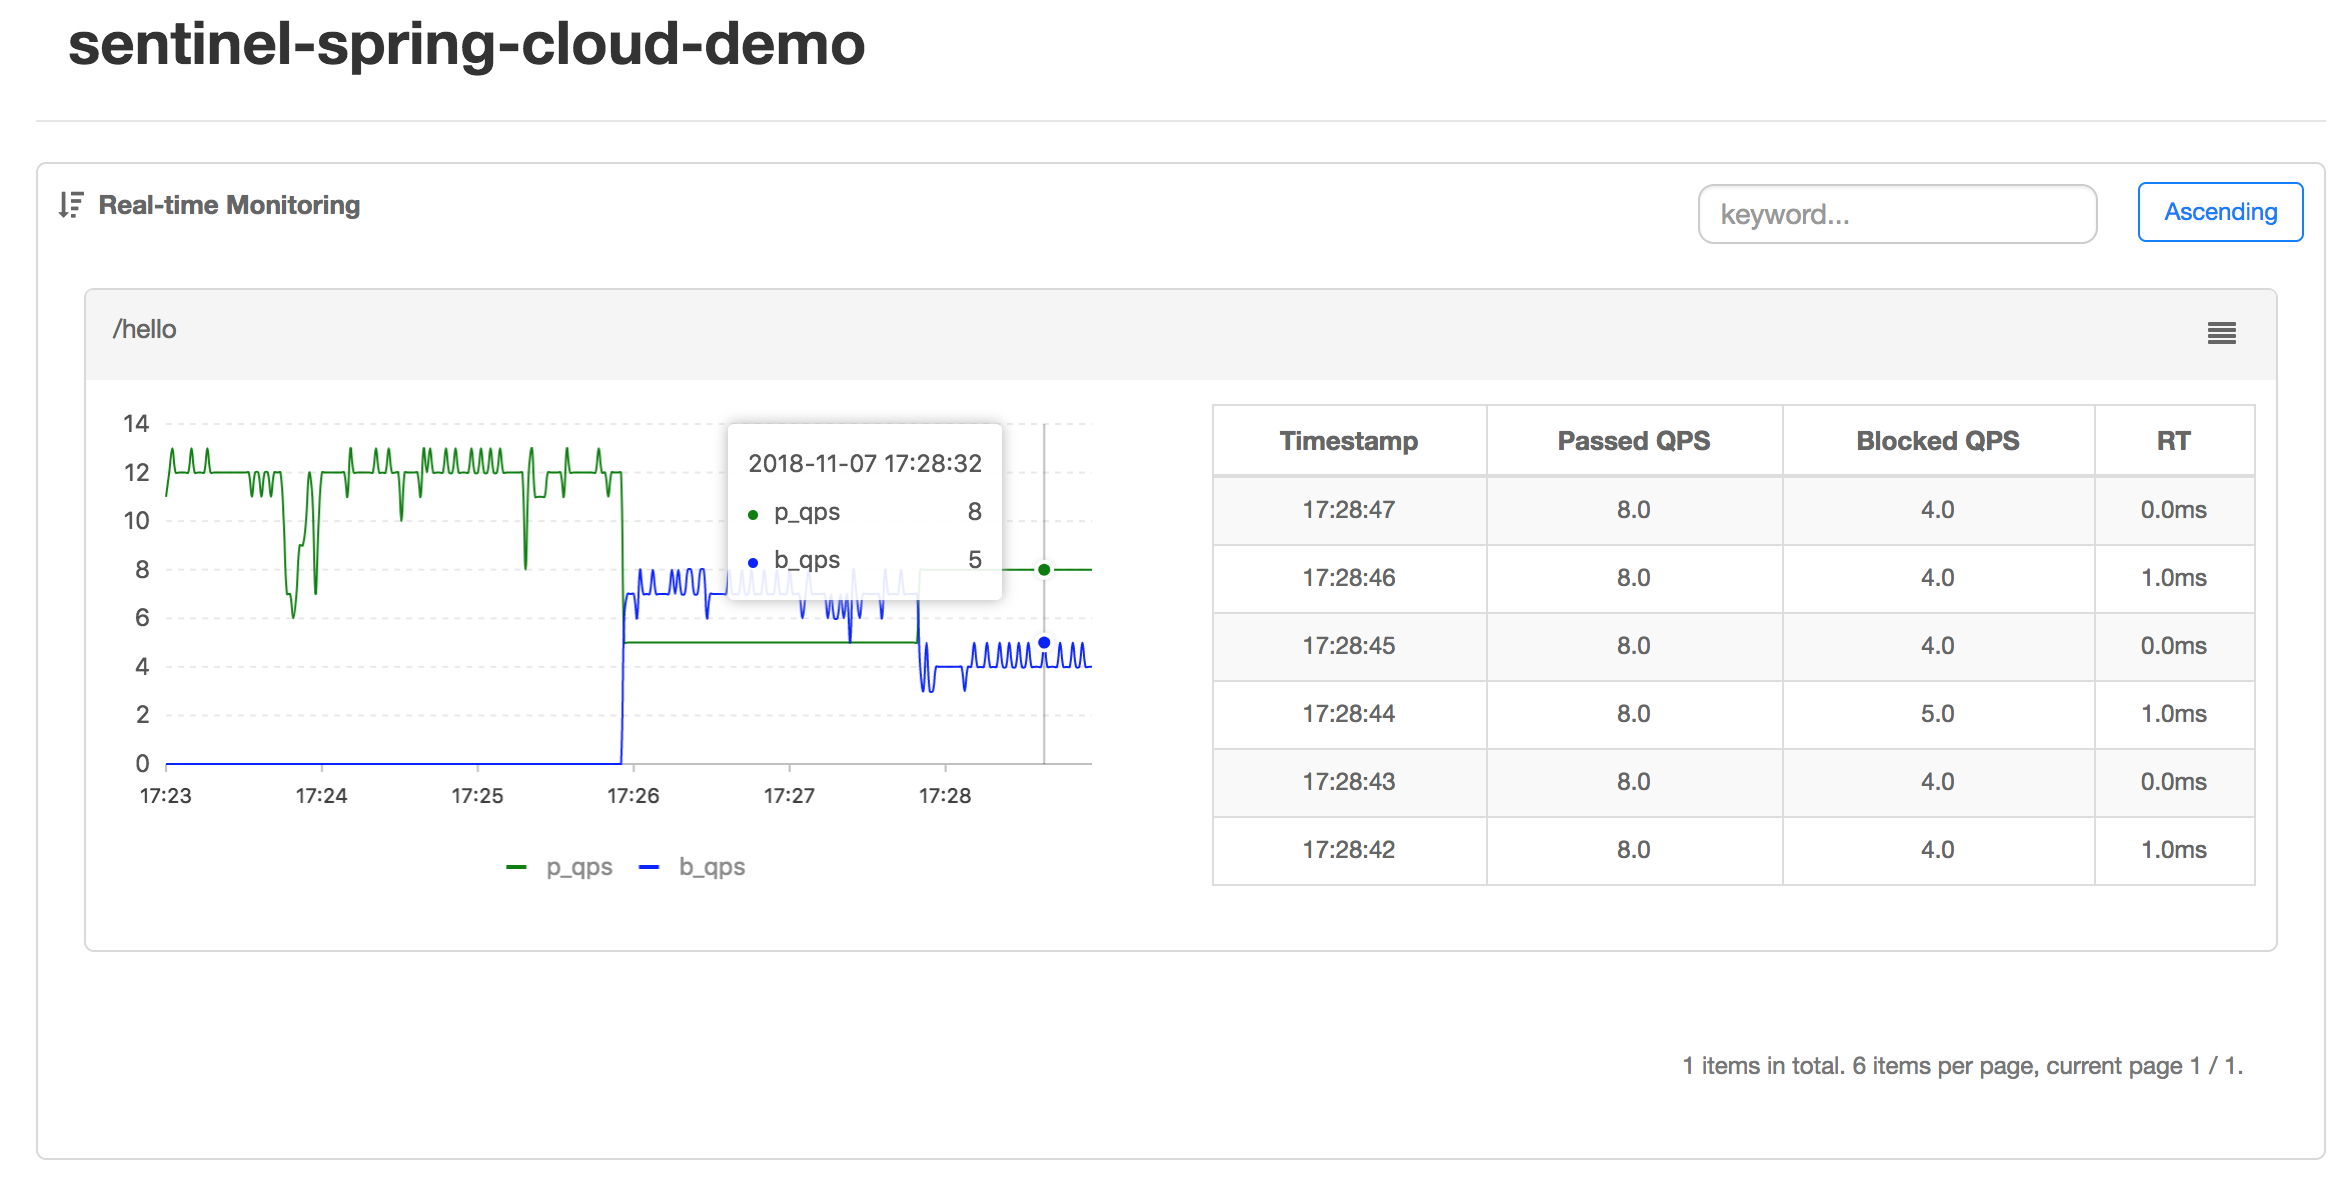 sentinel-spring-cloud-demo
Real-time Monitoring
keyword...
Ascending
/hello
14
12
10
8
6
4
2
0
17:23 17:24 17:25 17:26 17:27 17:28
2018-11-07 17:28:32
p_qps 8
b_qps 5
p_qps b_qps
Timestamp Passed QPS Blocked QPS RT
17:28:47 8.0 4.0 0.0ms
17:28:46 8.0 4.0 1.0ms
17:28:45 8.0 4.0 0.0ms
17:28:44 8.0 5.0 1.0ms
17:28:43 8.0 4.0 0.0ms
17:28:42 8.0 4.0 1.0ms
1 items in total. 6 items per page, current page 1 / 1.